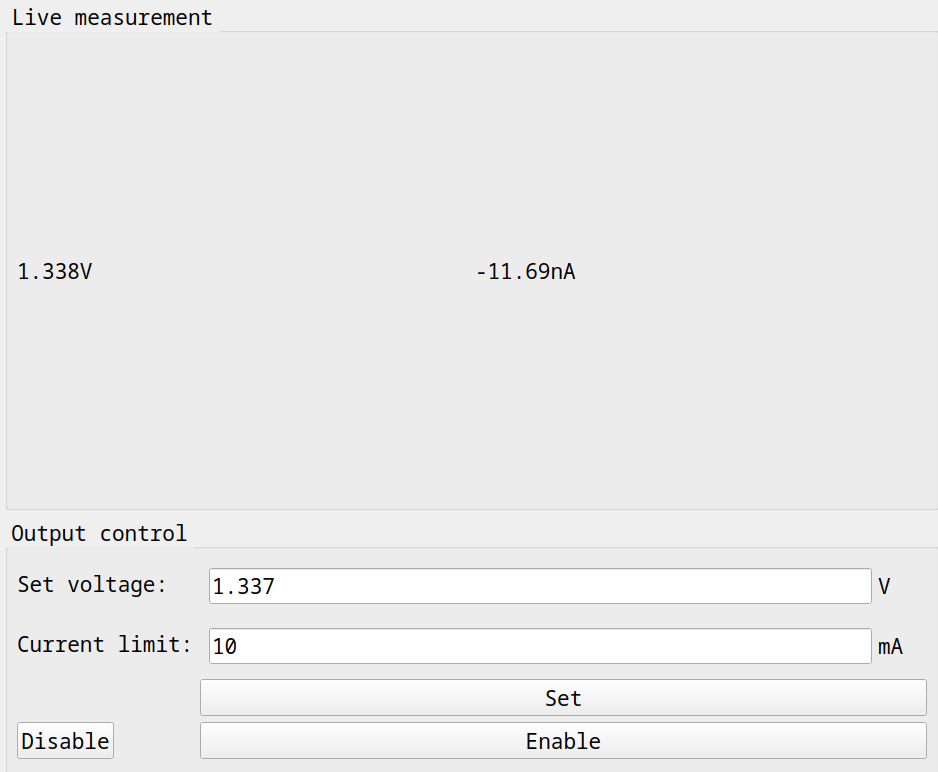 Live measurement
1.338V -11.69nA
Output control
Set voltage: 1.337 V
Current limit: 10 mA
Set
Disable Enable